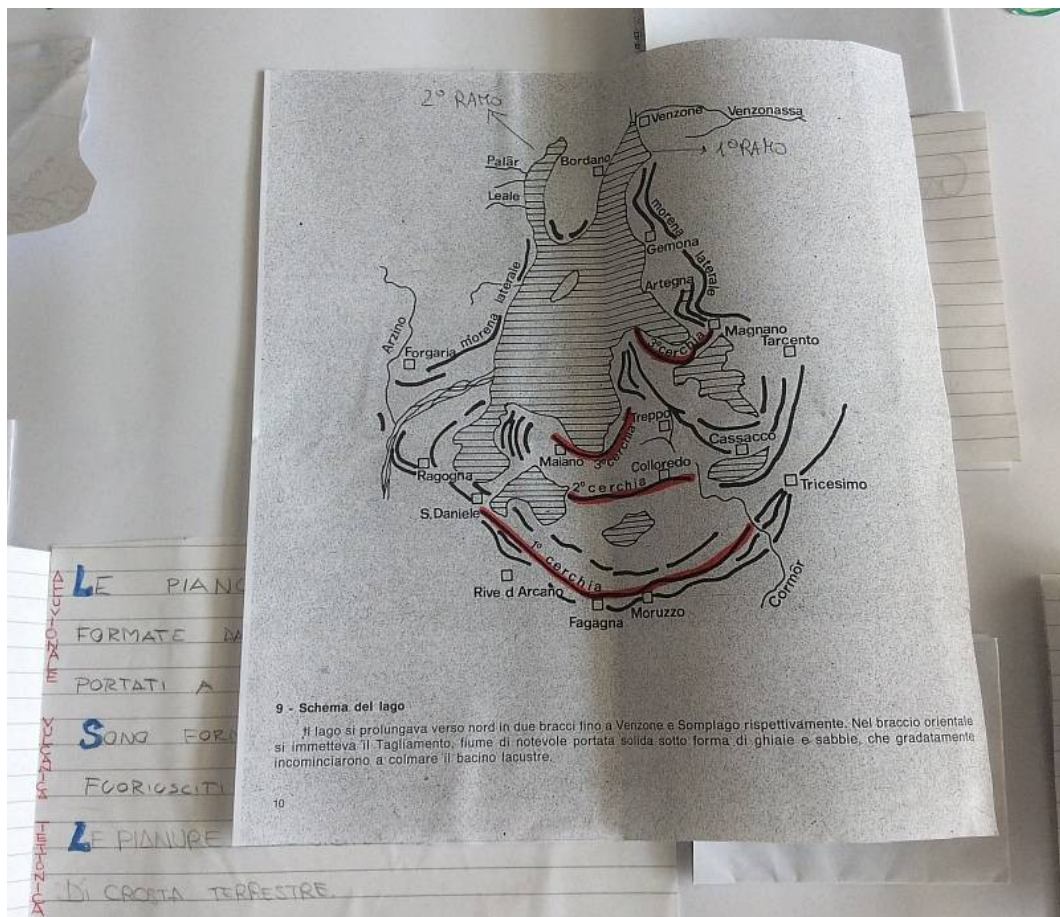 2° RAMO
Venzone
Venzonassa
1° RAMO
Palâr
Bordano
Leale
morena laterale
Gemona
Artegna
morena laterale
Arzino
Forgaria
Magnano
Tarcento
3° cerchia
Treppo
Cassacco
Maiano
3° cerchia
Colloredo
Ragogna
2° cerchia
Tricesimo
S. Daniele
1° cerchia
Rive d Arcano
Fagagna
Moruzzo
Cormôr
9 - Schema del lago
Il lago si prolungava verso nord in due bracci fino a Venzone e Somplago rispettivamente. Nel braccio orientale
si immetteva il Tagliamento, fiume di notevole portata solida sotto forma di ghiaie e sabbie, che gradatamente
incominciarono a colmare il bacino lacustre.
10
LE PIANU
FORMATE DA
PORTATI A
SONO FOR
FUORIUSCITI
LE PIANURE
DI CROSTA TERRESTRE.